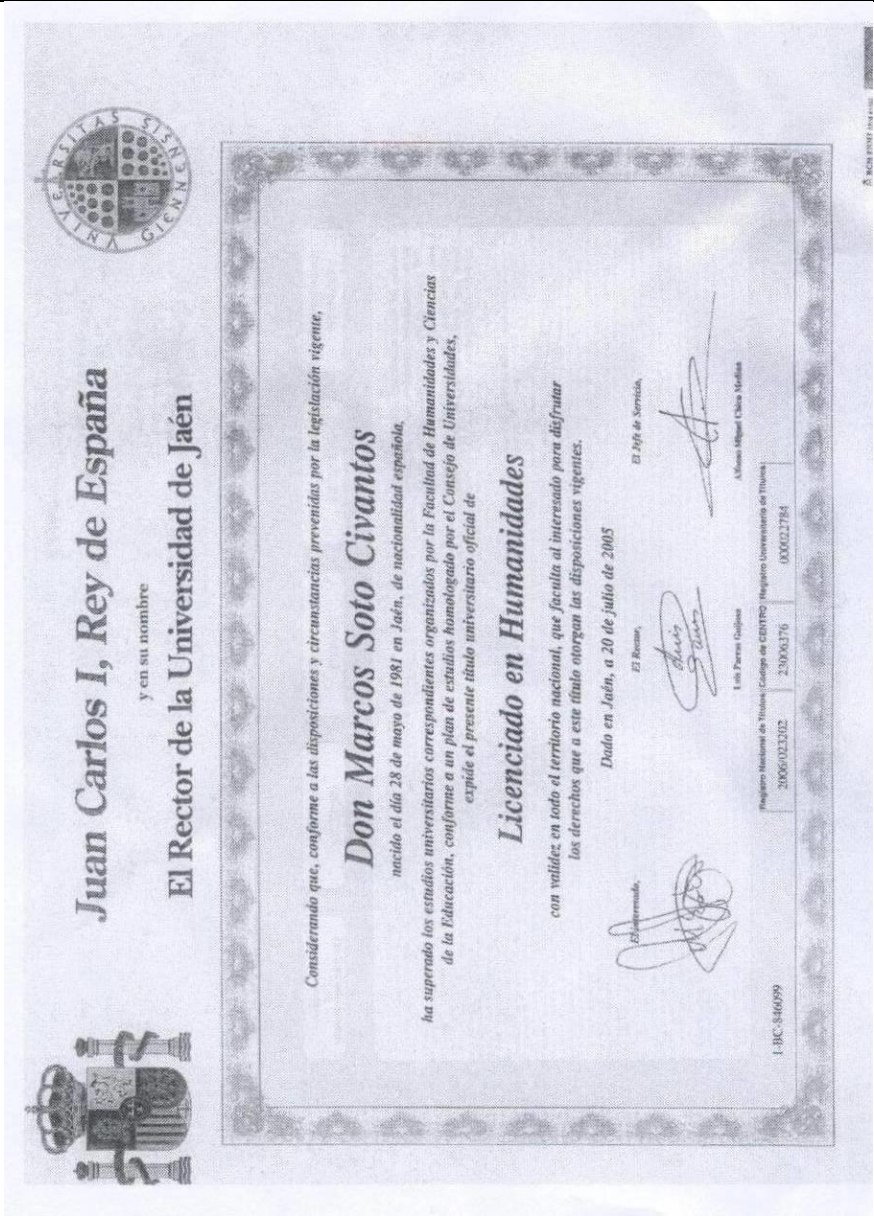 Juan Carlos I, Rey de España
y en su nombre
El Rector de la Universidad de Jaén
Considerando que, conforme a las disposiciones y circunstancias prevenidas por la legislación vigente,
Don Marcos Soto Civantos
nacido el día 28 de mayo de 1981 en Jaén, de nacionalidad española,
ha superado los estudios universitarios correspondientes organizados por la Facultad de Humanidades y Ciencias
de la Educación, conforme a un plan de estudios homologado por el Consejo de Universidades,
expide el presente título universitario oficial de
Licenciado en Humanidades
con validez en todo el territorio nacional, que faculta al interesado para disfrutar
los derechos que a este título otorgan las disposiciones vigentes.
Dado en Jaén, a 20 de julio de 2005
El interesado,
El Rector,
El Jefe de Servicio,
Luis Parras Guijosa
Alfonso Miguel Chico Medina
Registro Nacional de Títulos
Código de CENTRO
Registro Universitario de Títulos
1-BC-846099
2006/023202
23006376
000022784